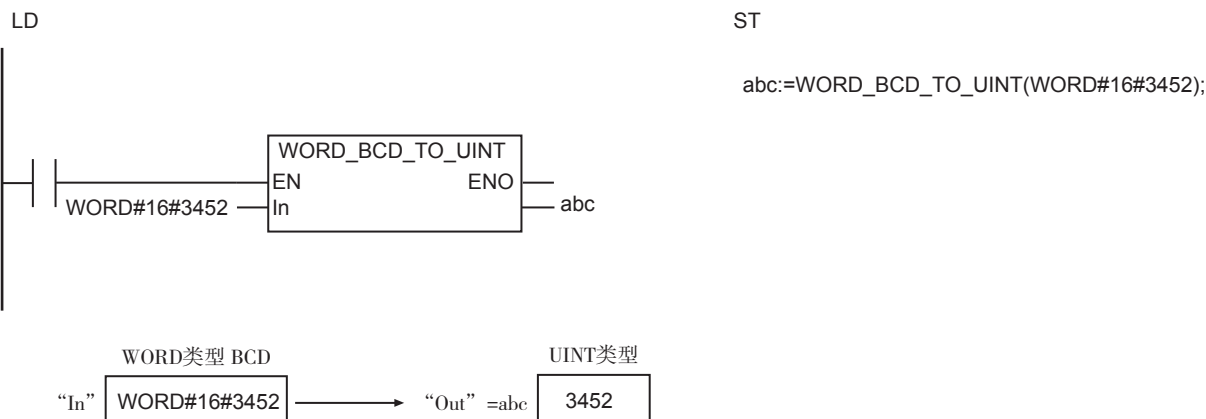 LD
ST
abc:=WORD_BCD_TO_UINT(WORD#16#3452);
WORD_BCD_TO_UINT
EN ENO
WORD#16#3452 In abc
WORD类型 BCD UINT类型
“In” WORD#16#3452 “Out” =abc 3452